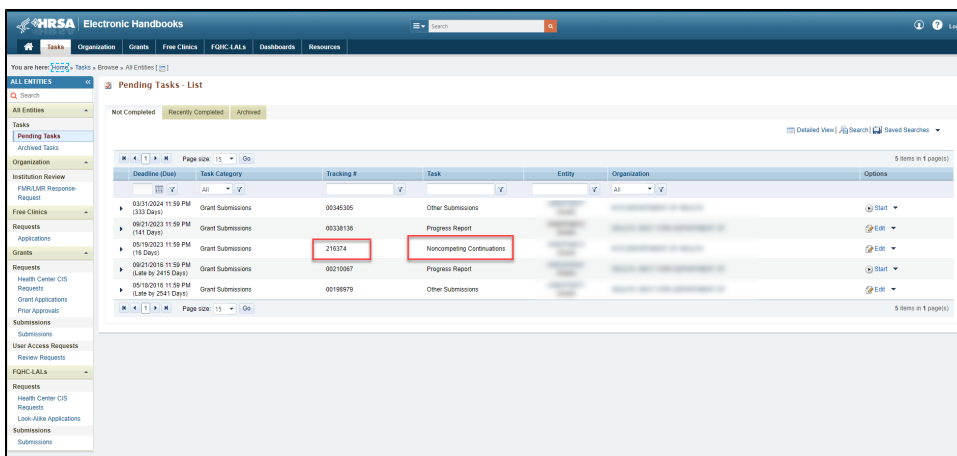 HRSA Electronic Handbooks
Search
Tasks Organization Grants Free Clinics FQHC-LALs Dashboards Resources
You are here: Home » Tasks » Browse » All Entities [ ]
ALL ENTITIES «
Search
All Entities
Tasks
Pending Tasks
Archived Tasks
Organization
Institution Review
FMR/LMR Response-
Request
Free Clinics
Requests
Applications
Grants
Requests
Health Center CIS
Requests
Grant Applications
Prior Approvals
Submissions
Submissions
User Access Requests
Review Requests
FQHC-LALs
Requests
Health Center CIS
Requests
Look-Alike Applications
Submissions
Submissions
Pending Tasks - List
Not Completed Recently Completed Archived
Detailed View | Search | Saved Searches
1 Page size: 15 Go 5 items in 1 page(s)
Deadline (Due) Task Category Tracking # Task Entity Organization Options
All All
03/31/2024 11:59 PM
(333 Days) Grant Submissions 00345305 Other Submissions Start
09/21/2023 11:59 PM
(141 Days) Grant Submissions 00338136 Progress Report Edit
05/19/2023 11:59 PM
(16 Days) Grant Submissions 216374 Noncompeting Continuations Edit
09/21/2016 11:59 PM
(Late by 2415 Days) Grant Submissions 00210067 Progress Report Start
05/18/2016 11:59 PM
(Late by 2541 Days) Grant Submissions 00198979 Other Submissions Edit
1 Page size: 15 Go 5 items in 1 page(s)